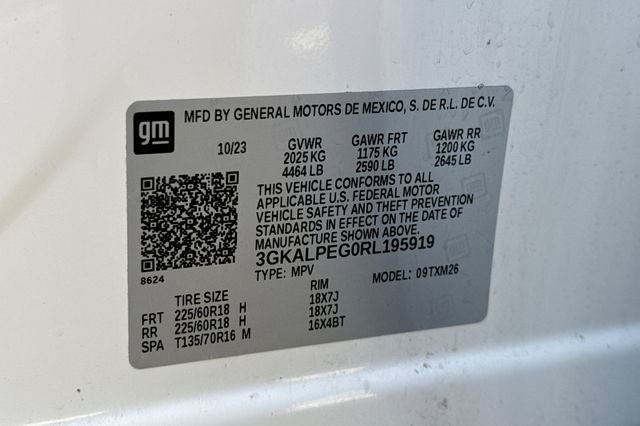 gm MFD BY GENERAL MOTORS DE MEXICO, S. DE R.L. DE C.V.
10/23 GVWR GAWR FRT GAWR RR
2025 KG 1175 KG 1200 KG
4464 LB 2590 LB 2645 LB
THIS VEHICLE CONFORMS TO ALL
APPLICABLE U.S. FEDERAL MOTOR
VEHICLE SAFETY AND THEFT PREVENTION
STANDARDS IN EFFECT ON THE DATE OF
MANUFACTURE SHOWN ABOVE.
3GKALPEG0RL195919
8624 TYPE: MPV MODEL: 09TXM26
TIRE SIZE RIM
FRT 225/60R18 H 18X7J
RR 225/60R18 H 18X7J
SPA T135/70R16 M 16X4BT